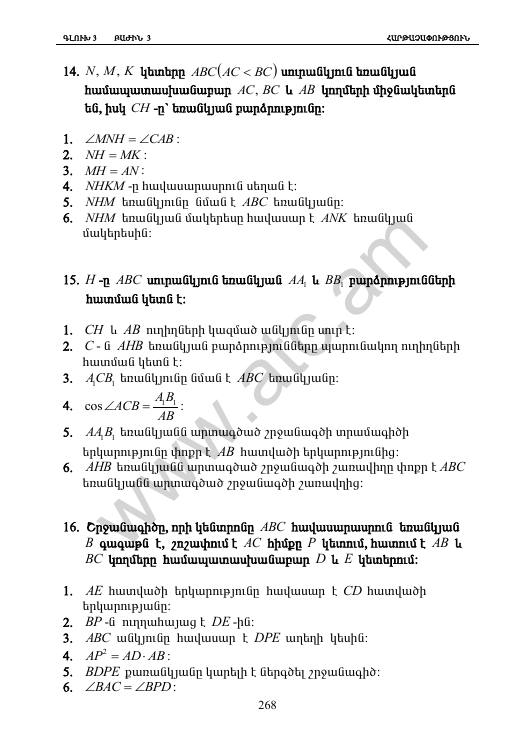 ԳԼՈՒԽ 3 ԲԱԺԻՆ 3 ՀԱՐԹԱՉԱՓՈՒԹՅՈՒՆ
14. N, M, K կետերը ABC(AC < BC) սուրանկյուն եռանկյան
համապատասխանաբար AC, BC և AB կողմերի միջնակետերն
են, իսկ CH -ը՝ եռանկյան բարձրությունը:
1. ∠MNH = ∠CAB :
2. NH = MK :
3. MH = AN :
4. NHKM -ը հավասարասրուն սեղան է:
5. NHM եռանկյունը նման է ABC եռանկյանը:
6. NHM եռանկյան մակերեսը հավասար է ANK եռանկյան
մակերեսին:
15. H -ը ABC սուրանկյուն եռանկյան AA₁ և BB₁ բարձրությունների
հատման կետն է:
1. CH և AB ուղիղների կազմած անկյունը սուր է:
2. C - ն AHB եռանկյան բարձրությունները պարունակող ուղիղների
հատման կետն է:
3. A₁CB₁ եռանկյունը նման է ABC եռանկյանը:
4. cos∠ACB = A₁B₁/AB :
5. AA₁B₁ եռանկյանն արտագծած շրջանագծի տրամագիծի
երկարությունը փոքր է AB հատվածի երկարությունից:
6. AHB եռանկյանն արտագծած շրջանագծի շառավիղը փոքր է ABC
եռանկյանն արտագծած շրջանագծի շառավղից:
16. Շրջանագիծը, որի կենտրոնը ABC հավասարասրուն եռանկյան
B գագաթն է, շոշափում է AC հիմքը P կետում, հատում է AB և
BC կողմերը համապատասխանաբար D և E կետերում:
1. AE հատվածի երկարությունը հավասար է CD հատվածի
երկարությանը:
2. BP -ն ուղղահայաց է DE -ին:
3. ABC անկյունը հավասար է DPE աղեղի կեսին:
4. AP² = AD · AB :
5. BDPE քառանկյանը կարելի է ներգծել շրջանագիծ:
6. ∠BAC = ∠BPD :
268
www.atc.am